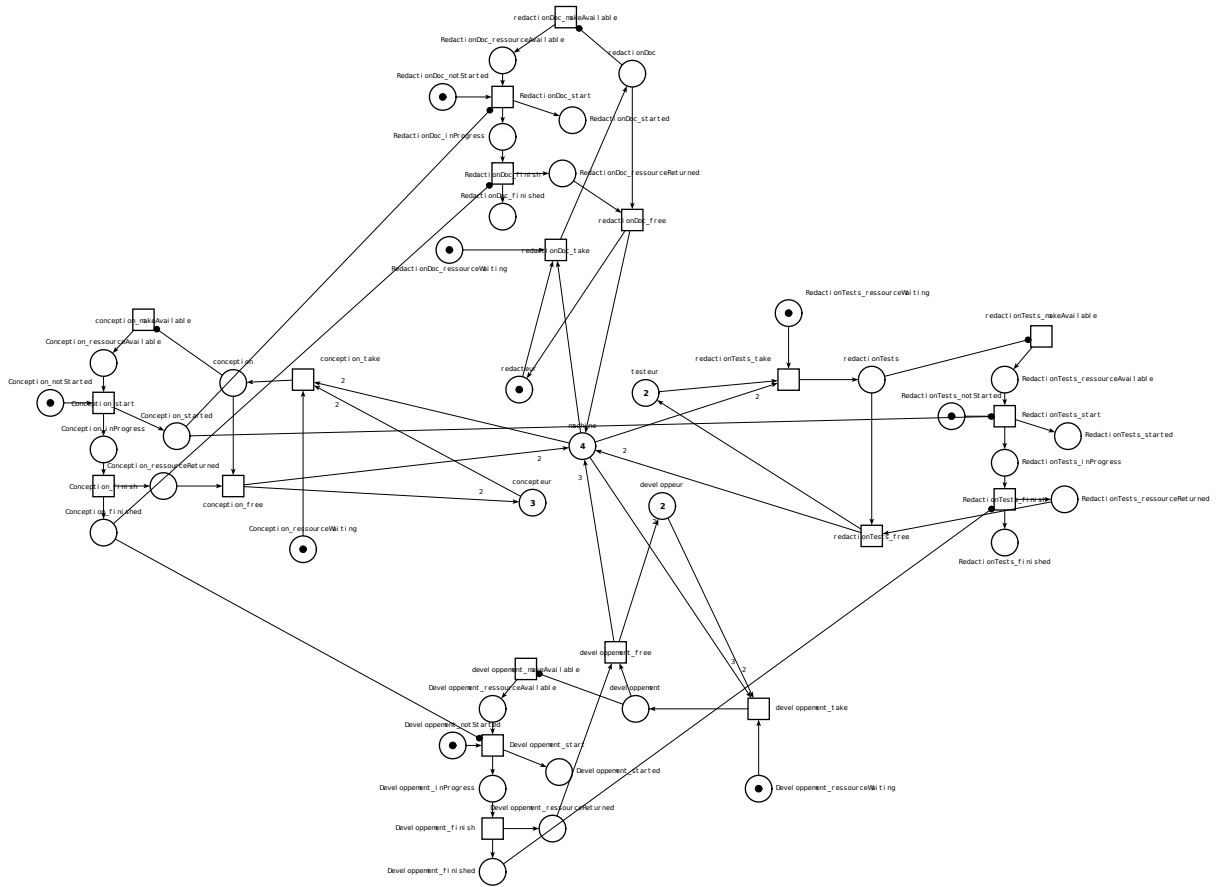 redactionDoc_makeAvailable
RedactionDoc_ressourceAvailable
redactionDoc
RedactionDoc_notStarted
RedactionDoc_start
RedactionDoc_started
RedactionDoc_inProgress
RedactionDoc_finish
RedactionDoc_ressourceReturned
RedactionDoc_finished
redactionDoc_free
redactionDoc_take
RedactionDoc_ressourceWaiting
RedactionTests_ressourceWaiting
conception_makeAvailable
redactionTests_makeAvailable
Conception_ressourceAvailable
conception
conception_take
redacteur
testeur
redactionTests_take
redactionTests
RedactionTests_ressourceAvailable
Conception_notStarted
2
2
2
2
RedactionTests_notStarted
Conception_start
Conception_started
RedactionTests_start
machine
Conception_inProgress
RedactionTests_started
4
2
2
Conception_ressourceReturned
RedactionTests_inProgress
3
Conception_finish
concepteur
developpeur
2
3
2
RedactionTests_finish
RedactionTests_ressourceReturned
conception_free
Conception_finished
2
Conception_ressourceWaiting
redactionTests_free
RedactionTests_finished
developpement_free
3
2
developpement_makeAvailable
Developpement_ressourceAvailable
developpement
developpement_take
Developpement_notStarted
Developpement_start
Developpement_started
Developpement_inProgress
Developpement_ressourceWaiting
Developpement_ressourceReturned
Developpement_finish
Developpement_finished